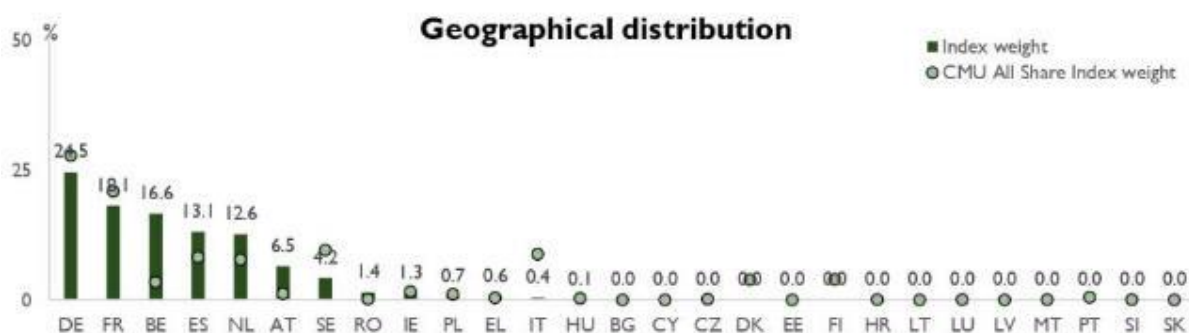 Geographical distribution
%
50
Index weight
CMU All Share Index weight
25
0
24.5 18.1 16.6 13.1 12.6 6.5 4.2 1.4 1.3 0.7 0.6 0.4 0.1 0.0 0.0 0.0 0.0 0.0 0.0 0.0 0.0 0.0 0.0 0.0 0.0 0.0 0.0
DE FR BE ES NL AT SE RO IE PL EL IT HU BG CY CZ DK EE FI HR LT LU LV MT PT SI SK